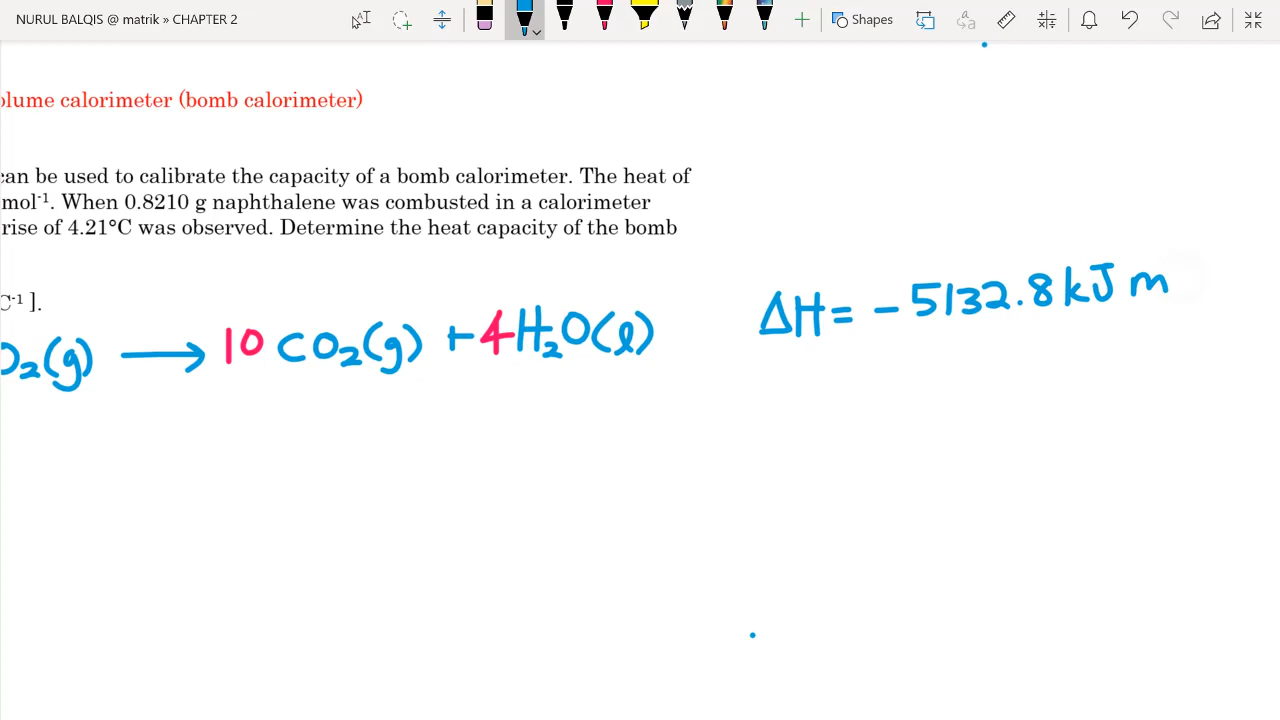 NURUL BALQIS @ matrik » CHAPTER 2
Shapes
olume calorimeter (bomb calorimeter)
can be used to calibrate the capacity of a bomb calorimeter. The heat of
mol⁻¹. When 0.8210 g naphthalene was combusted in a calorimeter
rise of 4.21°C was observed. Determine the heat capacity of the bomb
C⁻¹ ].
O₂(g) ⟶ 10 CO₂(g) + 4H₂O(l)
ΔH = - 5132.8 kJ m